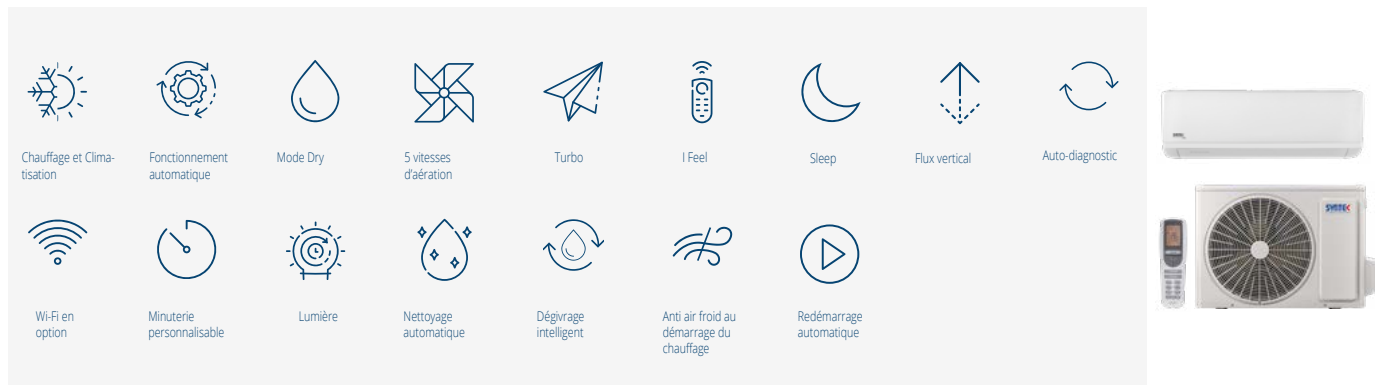 Chauffage et Clima-
tisation
Fonctionnement
automatique
Mode Dry
5 vitesses
d'aération
Turbo
I Feel
Sleep
Flux vertical
Auto-diagnostic
Wi-Fi en
option
Minuterie
personnalisable
Lumière
Nettoyage
automatique
Dégivrage
intelligent
Anti air froid au
démarrage du
chauffage
Redémarrage
automatique